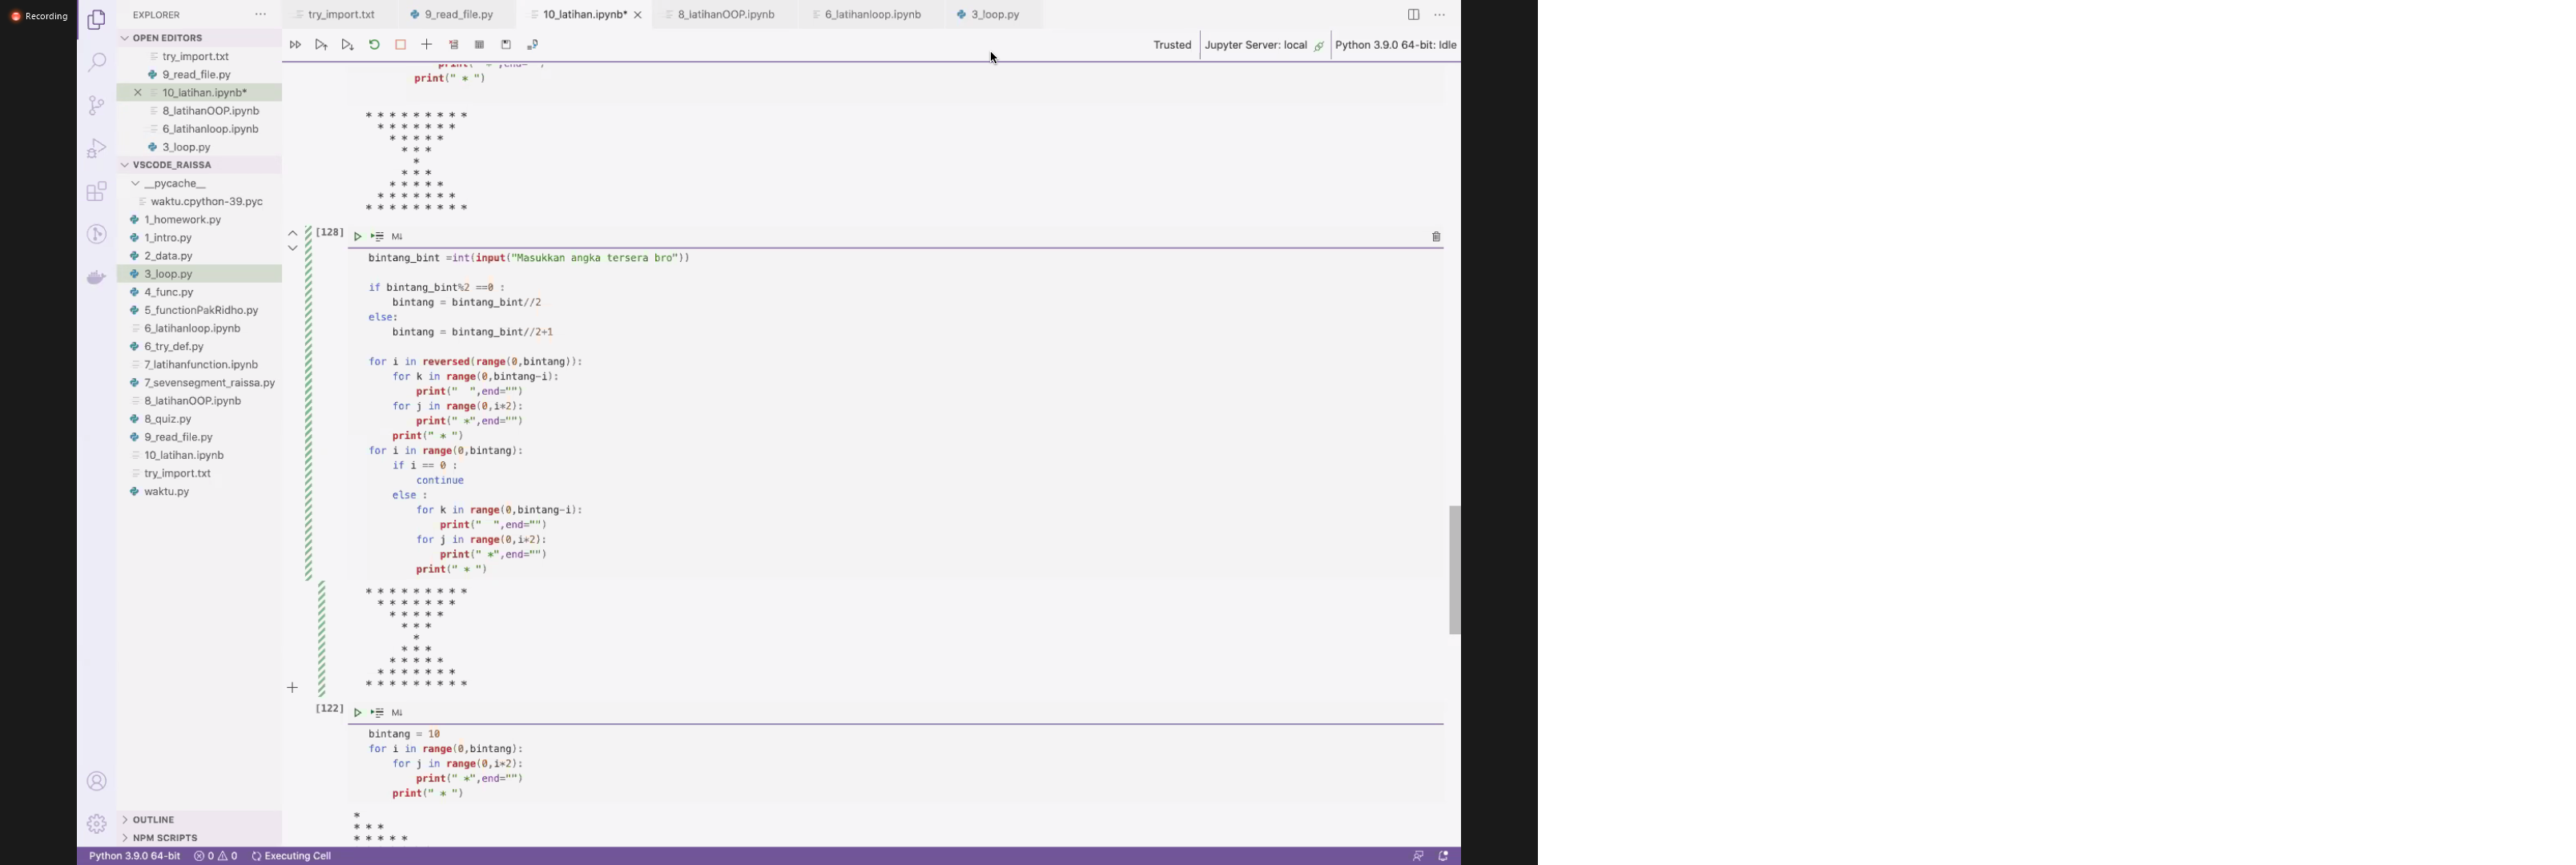 Recording
EXPLORER ...
OPEN EDITORS
try_import.txt
9_read_file.py
10_latihan.ipynb*
8_latihanOOP.ipynb
6_latihanloop.ipynb
3_loop.py
VSCODE_RAISSA
__pycache__
waktu.cpython-39.pyc
1_homework.py
1_intro.py
2_data.py
3_loop.py
4_func.py
5_functionPakRidho.py
6_latihanloop.ipynb
6_try_def.py
7_latihanfunction.ipynb
7_sevensegment_raissa.py
8_latihanOOP.ipynb
8_quiz.py
9_read_file.py
10_latihan.ipynb
try_import.txt
waktu.py
OUTLINE
NPM SCRIPTS
try_import.txt 9_read_file.py 10_latihan.ipynb* 8_latihanOOP.ipynb 6_latihanloop.ipynb 3_loop.py ...
Trusted Jupyter Server: local Python 3.9.0 64-bit: Idle
print(" * ")
* * * * * * * * *
* * * * * * *
* * * * *
* * *
*
* * *
* * * * *
* * * * * * *
* * * * * * * * *
[128] M↓
bintang_bint =int(input("Masukkan angka tersera bro"))
if bintang_bint%2 ==0 :
bintang = bintang_bint//2
else:
bintang = bintang_bint//2+1
for i in reversed(range(0,bintang)):
for k in range(0,bintang-i):
print("  ",end="")
for j in range(0,i*2):
print(" *",end="")
print(" * ")
for i in range(0,bintang):
if i == 0 :
continue
else :
for k in range(0,bintang-i):
print("  ",end="")
for j in range(0,i*2):
print(" *",end="")
print(" * ")
* * * * * * * * *
* * * * * * *
* * * * *
* * *
*
* * *
* * * * *
* * * * * * *
* * * * * * * * *
[122] M↓
bintang = 10
for i in range(0,bintang):
for j in range(0,i*2):
print(" *",end="")
print(" * ")
*
* * *
* * * * *
Python 3.9.0 64-bit 0 0 Executing Cell